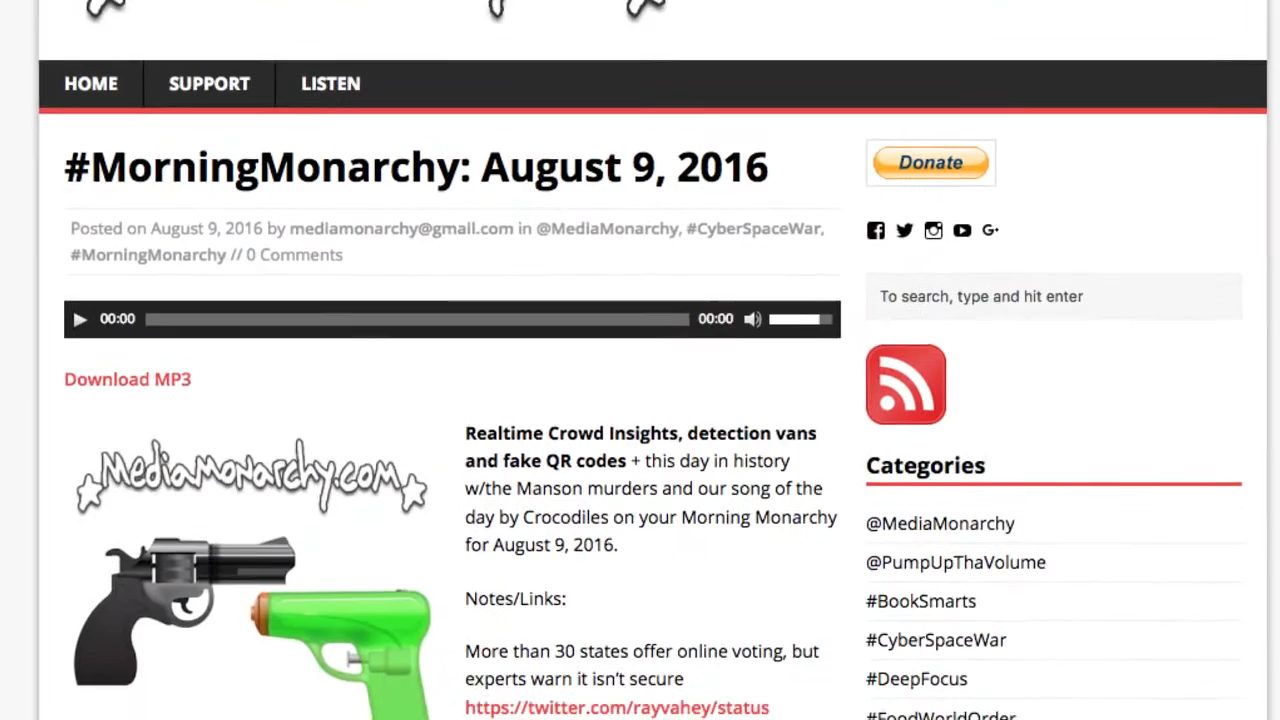 HOME
SUPPORT
LISTEN
#MorningMonarchy: August 9, 2016
Posted on August 9, 2016 by mediamonarchy@gmail.com in @MediaMonarchy, #CyberSpaceWar,
#MorningMonarchy // 0 Comments
00:00
00:00
Download MP3
Mediamonarchy.com
Realtime Crowd Insights, detection vans
and fake QR codes + this day in history
w/the Manson murders and our song of the
day by Crocodiles on your Morning Monarchy
for August 9, 2016.
Notes/Links:
More than 30 states offer online voting, but
experts warn it isn’t secure
https://twitter.com/rayvahey/status
Donate
To search, type and hit enter
Categories
@MediaMonarchy
@PumpUpThaVolume
#BookSmarts
#CyberSpaceWar
#DeepFocus
#FoodWorldOrder